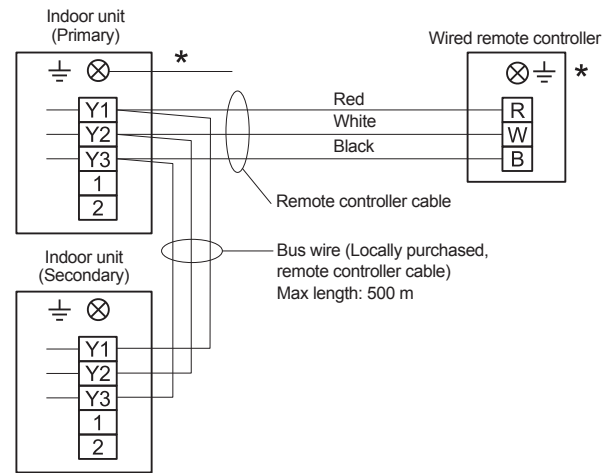 Indoor unit
(Primary)
*
Y1
Y2
Y3
1
2
Red
White
Black
Remote controller cable
Wired remote controller
*
R
W
B
Bus wire (Locally purchased,
remote controller cable)
Max length: 500 m
Indoor unit
(Secondary)
Y1
Y2
Y3
1
2